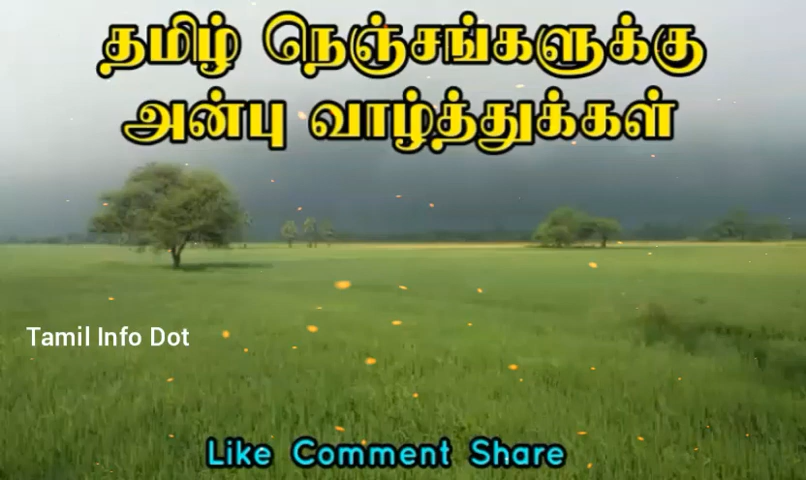 தமிழ் நெஞ்சங்களுக்கு
அன்பு வாழ்த்துக்கள்
Tamil Info Dot
Like Comment Share